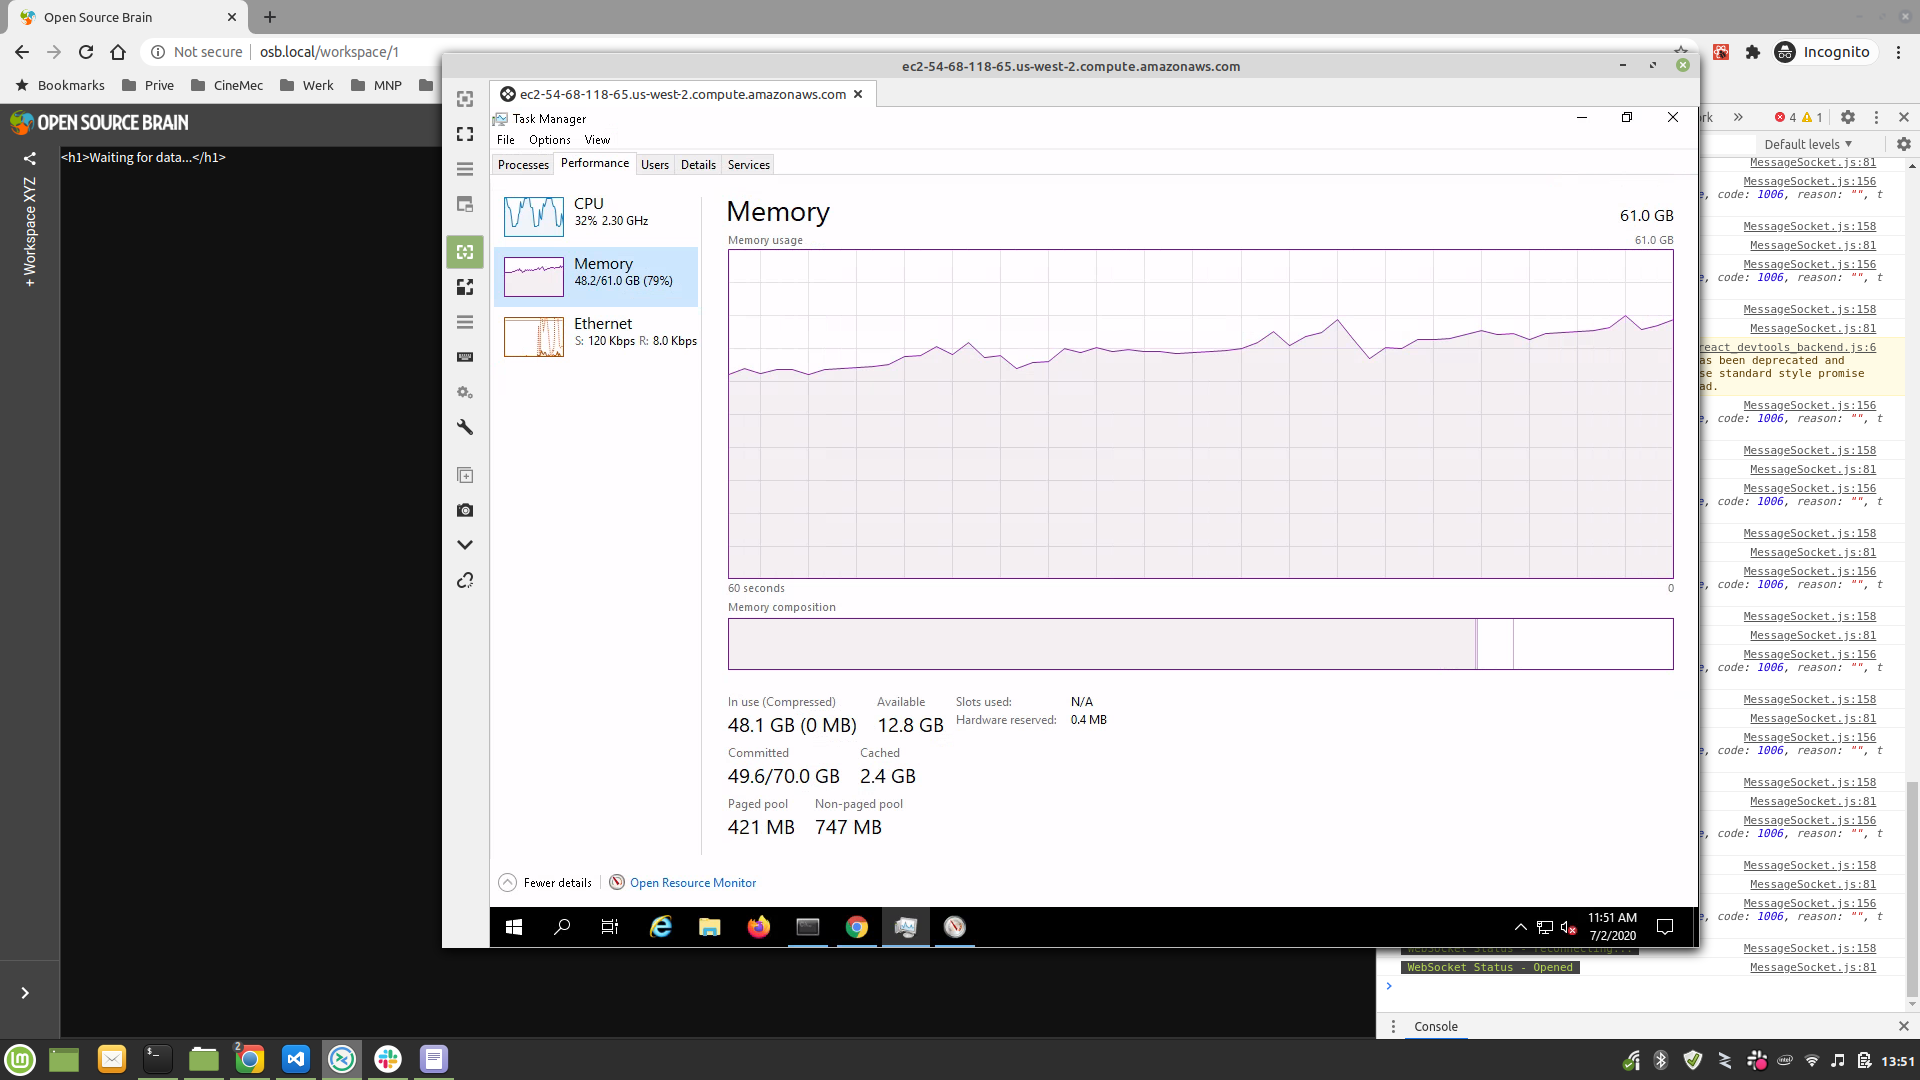 Open Source Brain
Not secure
osb.local/workspace/1
Incognito
Bookmarks
Prive
CineMec
Werk
MNP
OPEN SOURCE BRAIN
<h1>Waiting for data...</h1>
+ Workspace XYZ
ec2-54-68-118-65.us-west-2.compute.amazonaws.com
ec2-54-68-118-65.us-west-2.compute.amazonaws.com
Task Manager
File Options View
Processes Performance Users Details Services
CPU
32% 2.30 GHz
Memory
48.2/61.0 GB (79%)
Ethernet
S: 120 Kbps R: 8.0 Kbps
Memory
61.0 GB
Memory usage
61.0 GB
60 seconds
0
Memory composition
In use (Compressed)
48.1 GB (0 MB)
Available
12.8 GB
Slots used: N/A
Hardware reserved: 0.4 MB
Committed
49.6/70.0 GB
Cached
2.4 GB
Paged pool
421 MB
Non-paged pool
747 MB
Fewer details
Open Resource Monitor
11:51 AM
7/2/2020
rk
4
1
Default levels
MessageSocket.js:81
MessageSocket.js:156
, code: 1006, reason: "", t
MessageSocket.js:158
MessageSocket.js:81
MessageSocket.js:156
, code: 1006, reason: "", t
MessageSocket.js:158
MessageSocket.js:81
react_devtools_backend.js:6
as been deprecated and
se standard style promise
ad.
MessageSocket.js:156
, code: 1006, reason: "", t
MessageSocket.js:158
MessageSocket.js:81
MessageSocket.js:156
, code: 1006, reason: "", t
MessageSocket.js:158
MessageSocket.js:81
MessageSocket.js:156
, code: 1006, reason: "", t
MessageSocket.js:158
MessageSocket.js:81
MessageSocket.js:156
, code: 1006, reason: "", t
MessageSocket.js:158
MessageSocket.js:81
MessageSocket.js:156
, code: 1006, reason: "", t
MessageSocket.js:158
MessageSocket.js:81
MessageSocket.js:156
, code: 1006, reason: "", t
MessageSocket.js:158
MessageSocket.js:81
MessageSocket.js:156
, code: 1006, reason: "", t
WebSocket Status - reconnecting...
MessageSocket.js:158
WebSocket Status - Opened
MessageSocket.js:81
Console
2
13:51